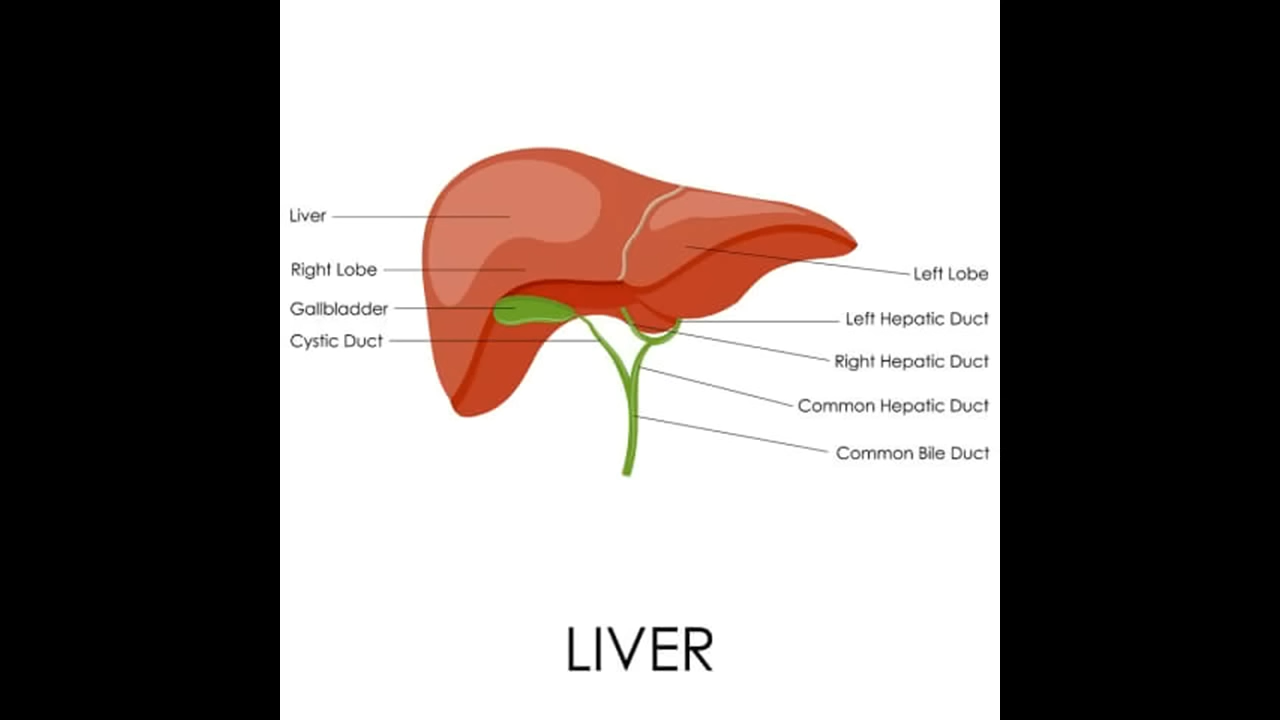 Liver
Right Lobe
Gallbladder
Cystic Duct
Left Lobe
Left Hepatic Duct
Right Hepatic Duct
Common Hepatic Duct
Common Bile Duct
LIVER